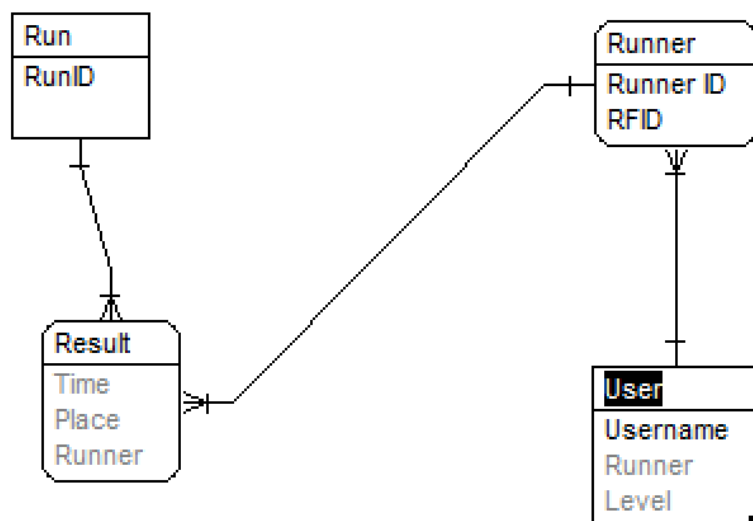 Run
RunID
Runner
Runner ID
RFID
Result
Time
Place
Runner
User
Username
Runner
Level